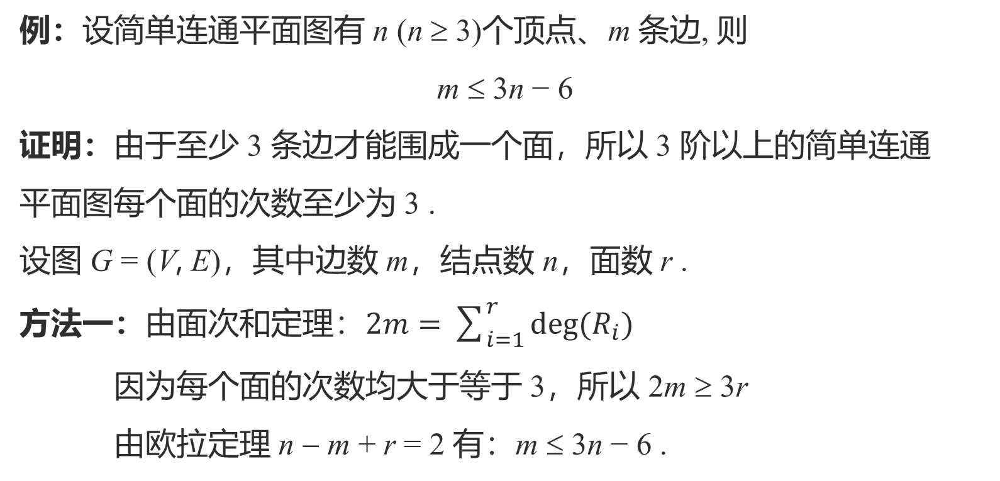 例：设简单连通平面图有 n (n ≥ 3)个顶点、m 条边, 则
m ≤ 3n − 6
证明：由于至少 3 条边才能围成一个面，所以 3 阶以上的简单连通
平面图每个面的次数至少为 3 .
设图 G = (V, E)，其中边数 m，结点数 n，面数 r .
方法一：由面次和定理：2m = ∑_{i=1}^{r} deg(R_i)
因为每个面的次数均大于等于 3，所以 2m ≥ 3r
由欧拉定理 n – m + r = 2 有：m ≤ 3n − 6 .